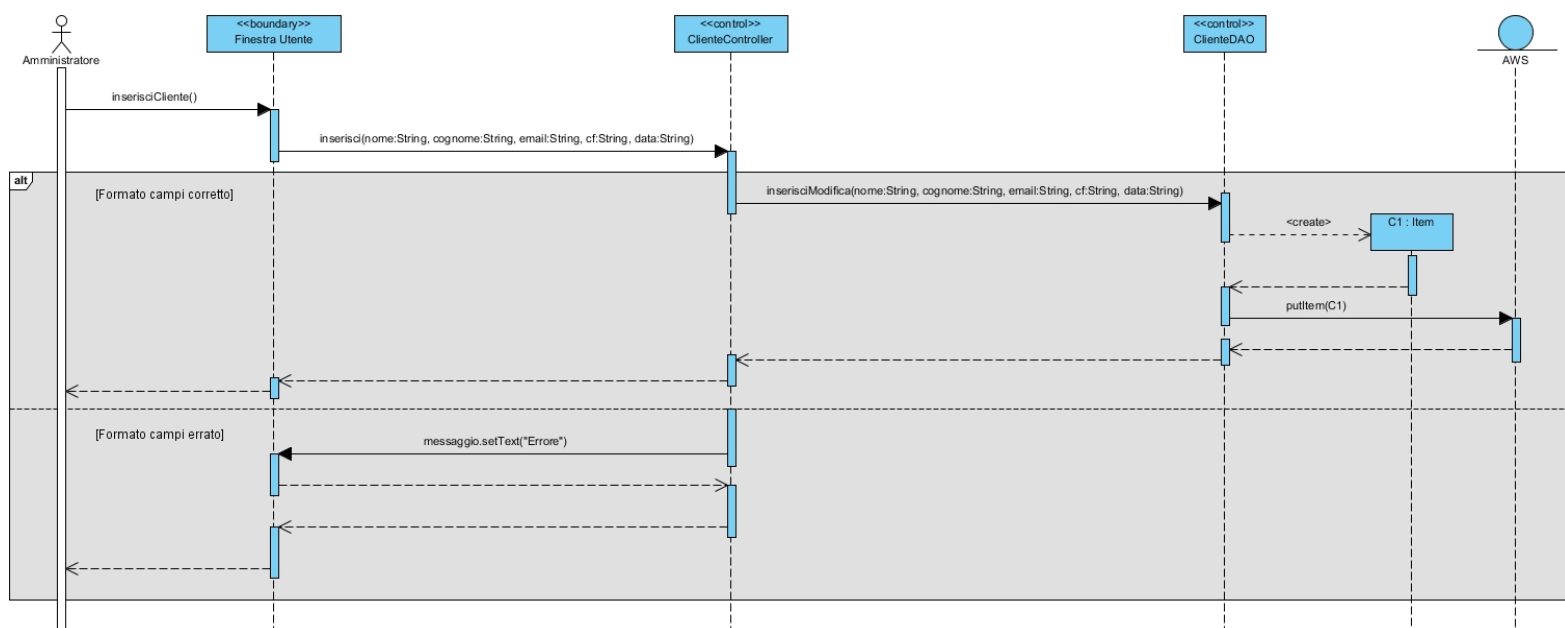 <<boundary>>
Finestra Utente
<<control>>
ClienteController
<<control>>
ClienteDAO
Amministratore
AWS
inserisciCliente()
inserisci(nome:String, cognome:String, email:String, cf:String, data:String)
alt
[Formato campi corretto]
inserisciModifica(nome:String, cognome:String, email:String, cf:String, data:String)
<create>
C1 : Item
putItem(C1)
[Formato campi errato]
messaggio.setText("Errore")